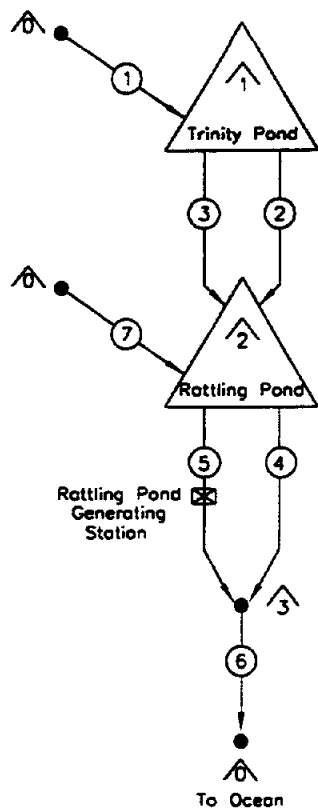 0
1
1
Trinity Pond
3
2
0
7
2
Rattling Pond
5
4
Rattling Pond
Generating
Station
3
6
0
To Ocean